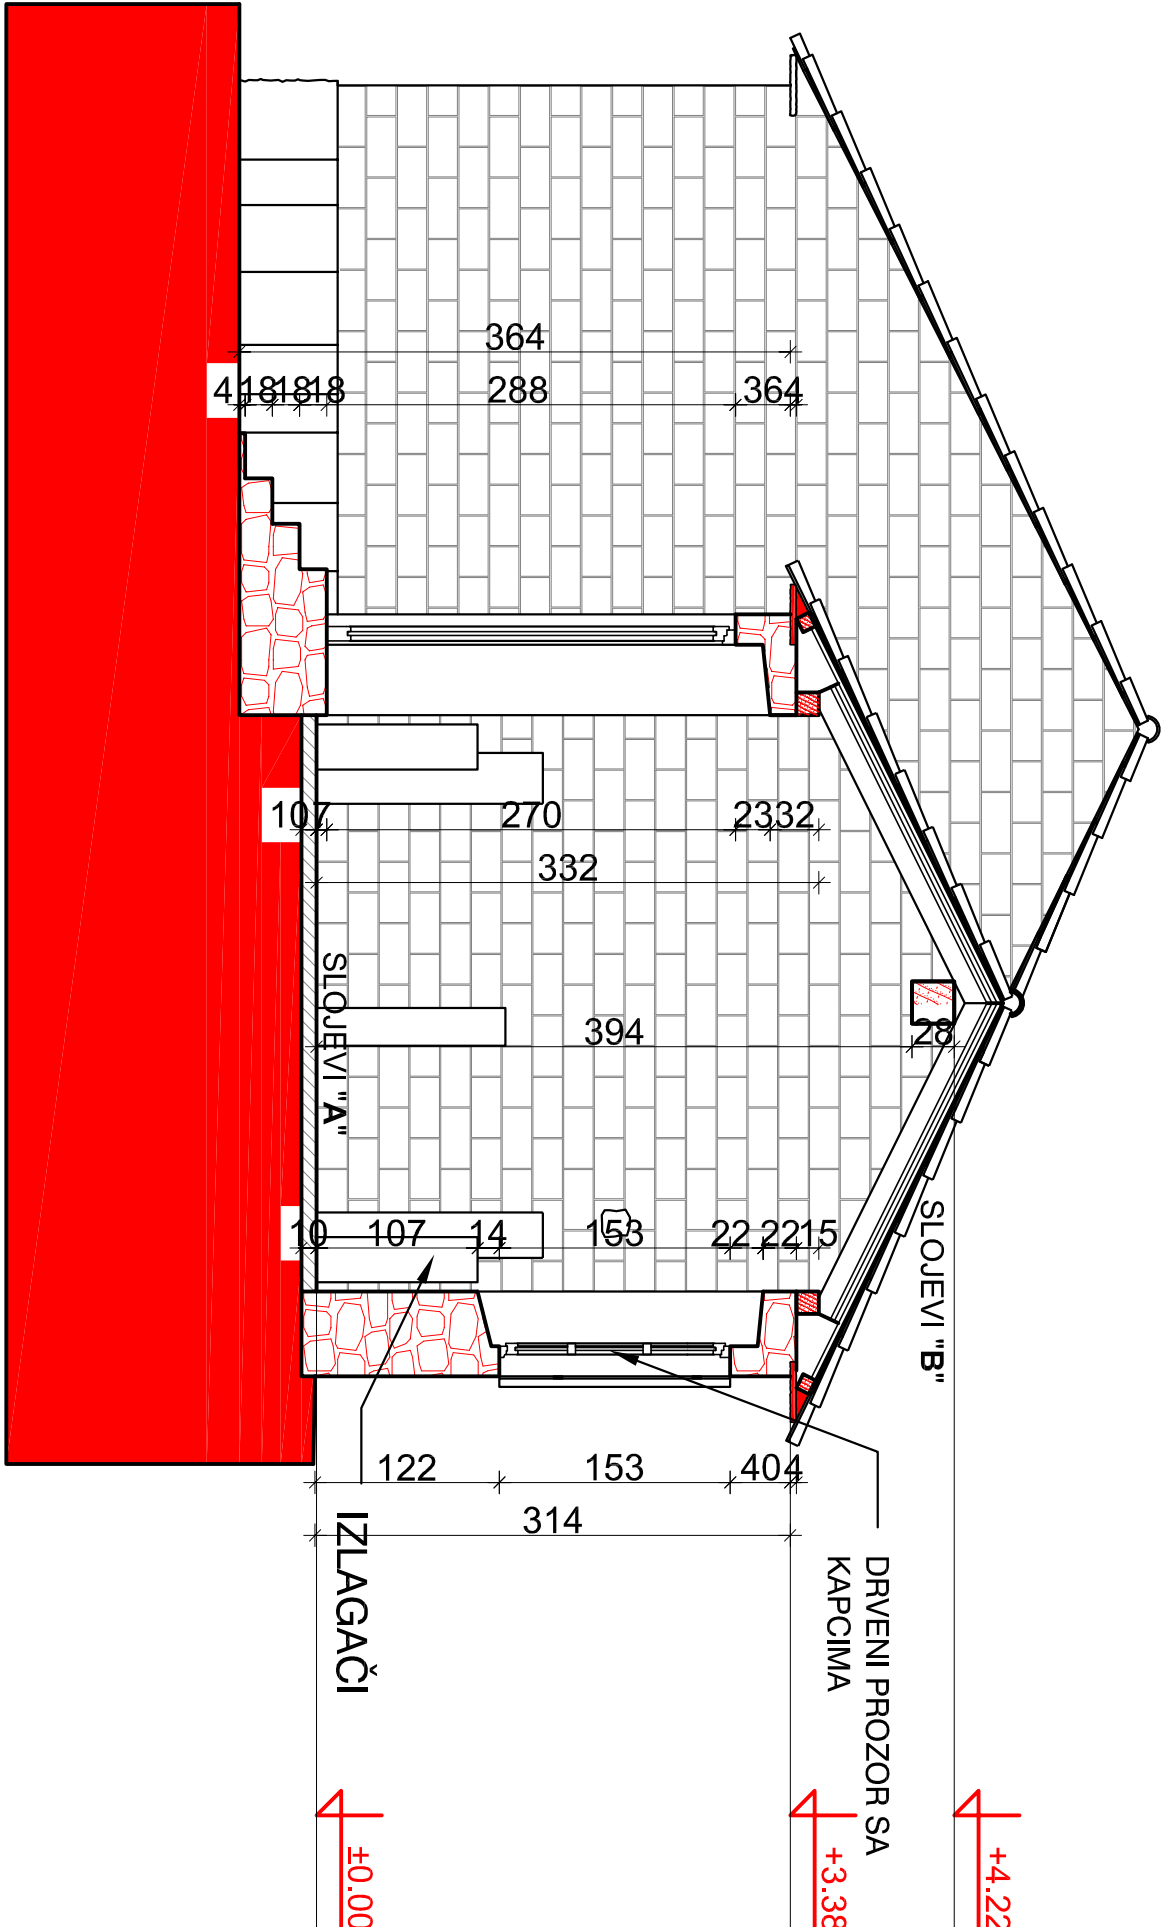 364
4 18 18 18 288 36 4
10 7 270 23 32
332
SLOJEVI "A"
394 28
10 107 14 153 22 22 15
SLOJEVI "B"
122 153 40 4
314
IZLAGAČI
DRVENI PROZOR SA
KAPCIMA
±0.00
+3.38
+4.22